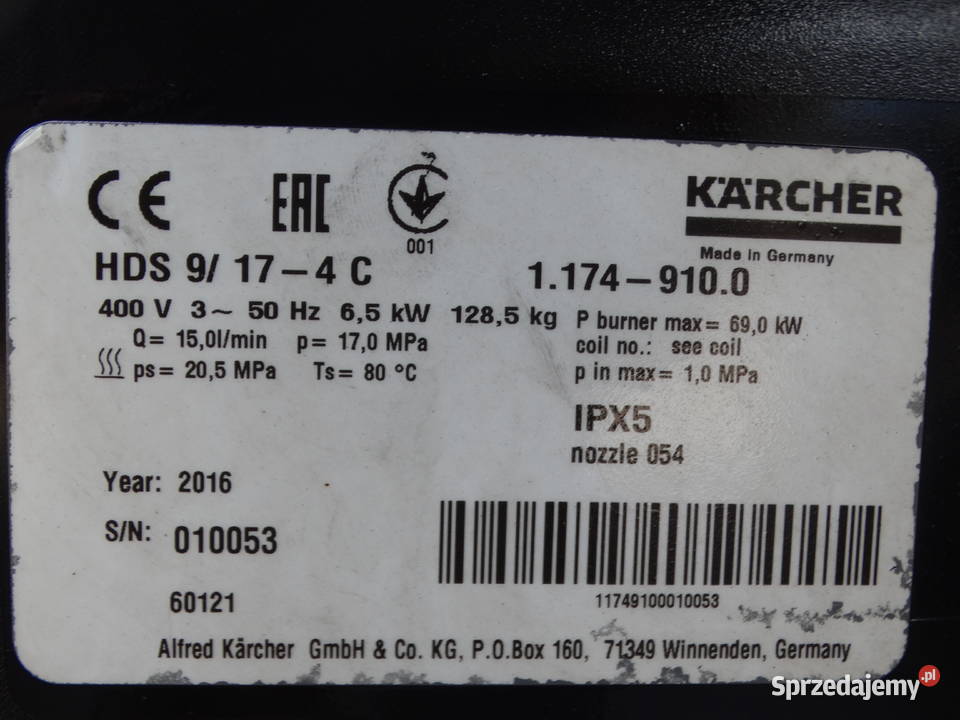 CE EAC
001
KÄRCHER
Made in Germany
HDS 9/ 17-4 C 1.174-910.0
400 V 3~ 50 Hz 6,5 kW 128,5 kg P burner max= 69,0 kW
Q= 15,0l/min p= 17,0 MPa coil no.: see coil
ps= 20,5 MPa Ts= 80 °C p in max= 1,0 MPa
IPX5
nozzle 054
Year: 2016
S/N: 010053
11749100010053
60121
Alfred Kärcher GmbH & Co. KG, P.O.Box 160, 71349 Winnenden, Germany
Sprzedajemy.pl